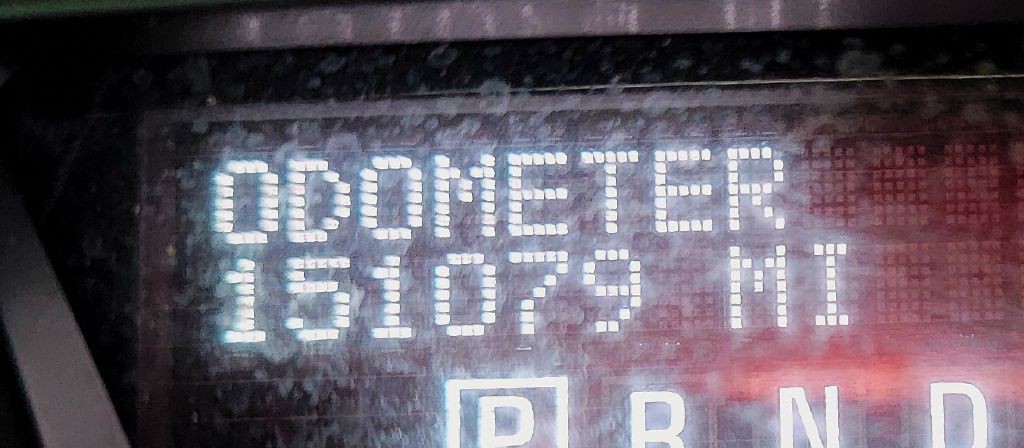 ODOMETER
151079 MI
P R N D